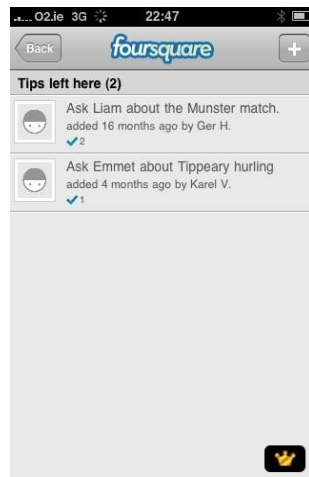 O2.ie 3G 22:47
Back foursquare +
Tips left here (2)
Ask Liam about the Munster match.
added 16 months ago by Ger H.
2
Ask Emmet about Tippeary hurling
added 4 months ago by Karel V.
1